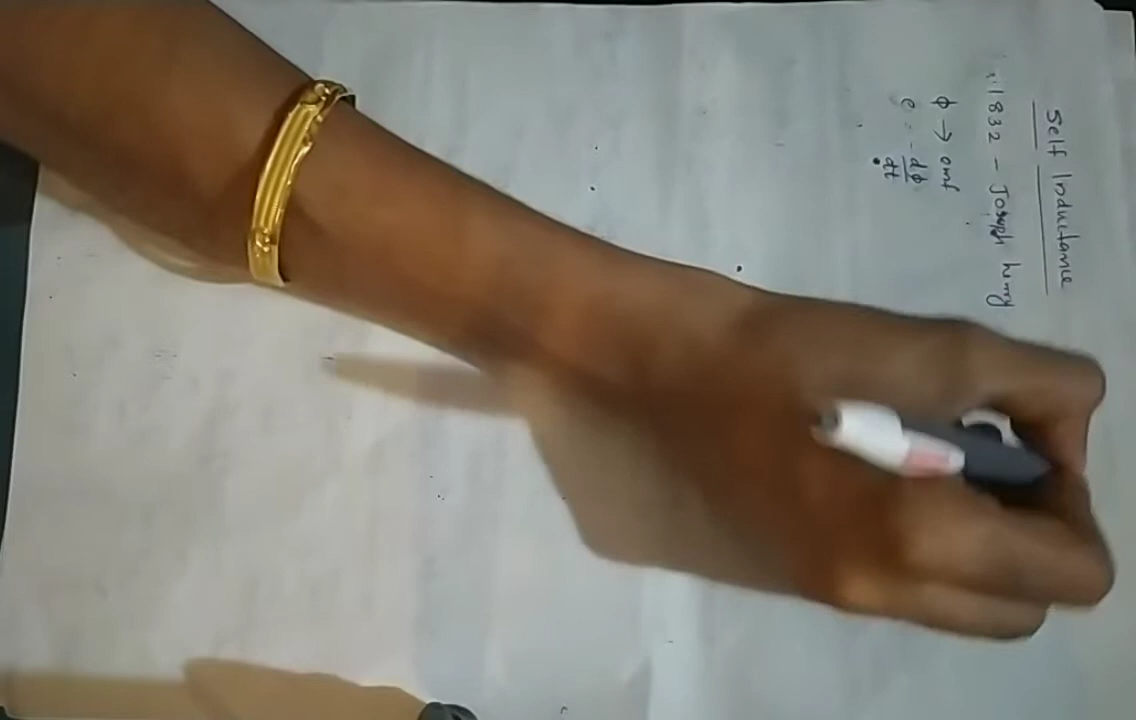 Self Inductance
1832 - Joseph henry
ϕ → emf
e = - dϕ/dt